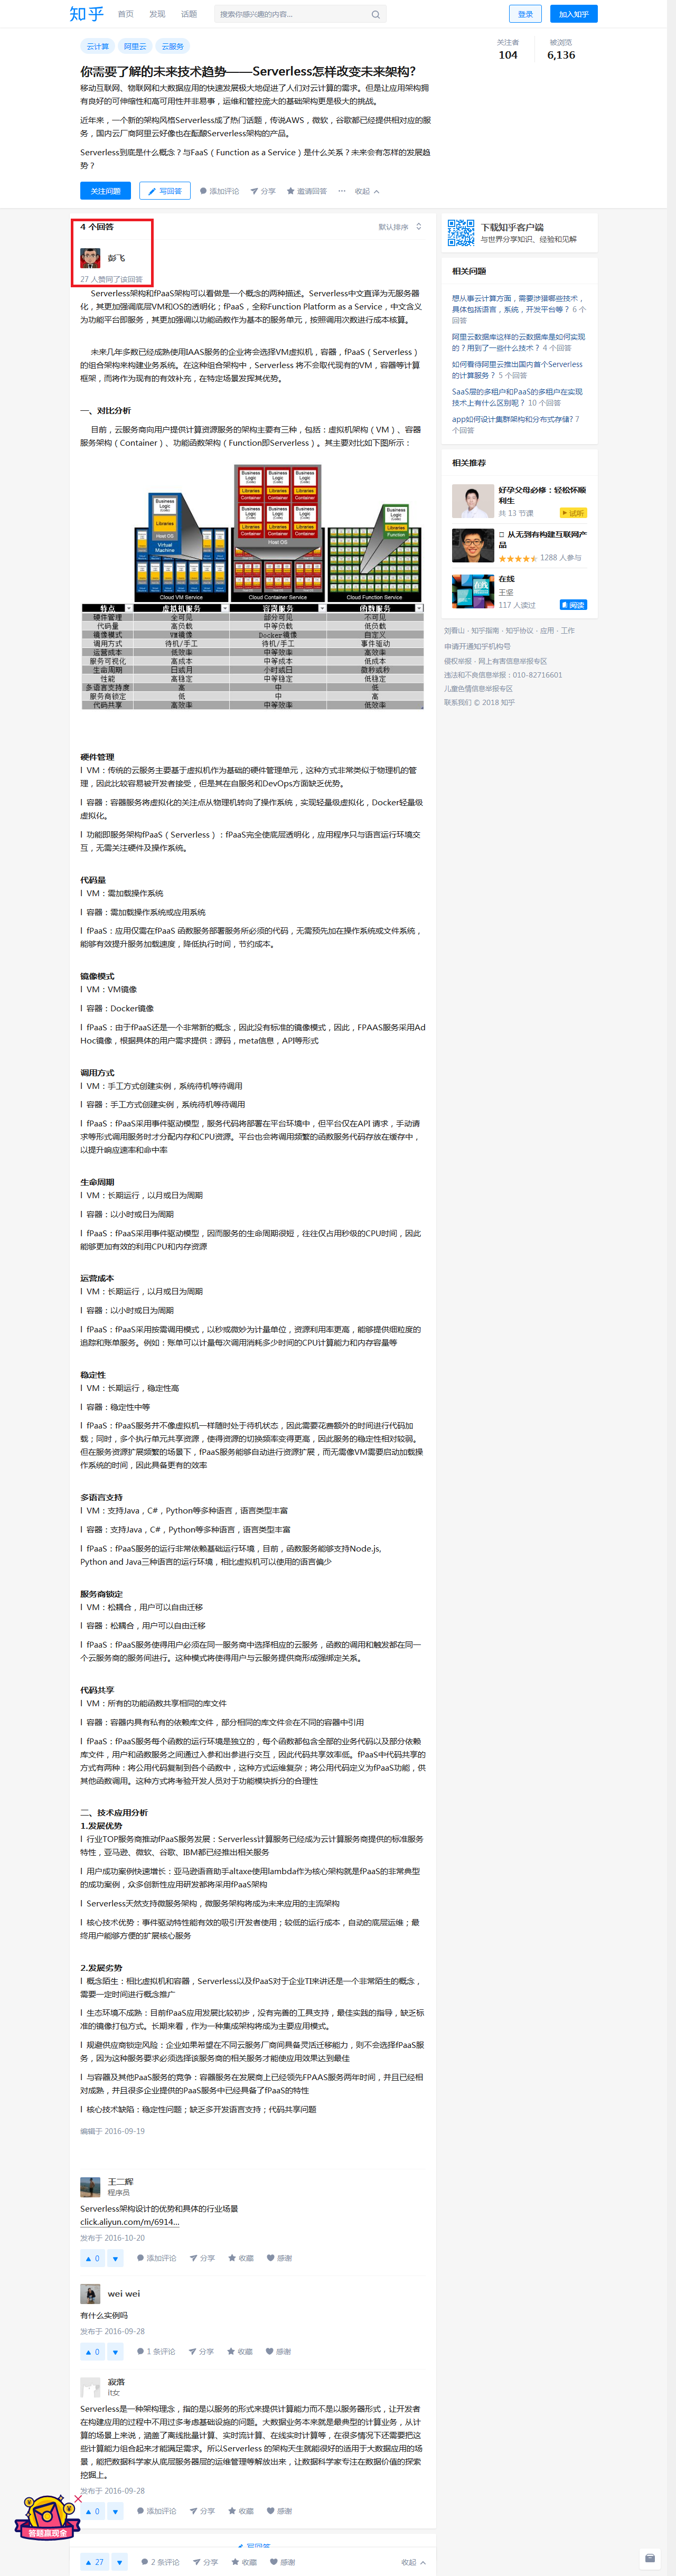 知乎 首页 发现 话题 搜索你感兴趣的内容... 登录 加入知乎
云计算 阿里云 云服务
关注者 被浏览
104 6,136
你需要了解的未来技术趋势——Serverless怎样改变未来架构?
移动互联网、物联网和大数据应用的快速发展极大地促进了人们对云计算的需求。但是让应用架构拥
有良好的可伸缩性和高可用性并非易事，运维和管控庞大的基础架构更是极大的挑战。
近年来，一个新的架构风格Serverless成了热门话题，传说AWS，微软，谷歌都已经提供相对应的服
务，国内云厂商阿里云好像也在酝酿Serverless架构的产品。
Serverless到底是什么概念？与FaaS（Function as a Service）是什么关系？未来会有怎样的发展趋
势？
关注问题 写回答 添加评论 分享 邀请回答 ··· 收起
4 个回答 默认排序
彭飞
27 人赞同了该回答
Serverless架构和fPaaS架构可以看做是一个概念的两种描述。Serverless中文直译为无服务器
化，其更加强调底层VM和OS的透明化；fPaaS，全称Function Platform as a Service，中文含义
为功能平台即服务，其更加强调以功能函数作为基本的服务单元，按照调用次数进行成本核算。
未来几年多数已经成熟使用IAAS服务的企业将会选择VM虚拟机，容器，fPaaS（Serverless）
的组合架构来构建业务系统。在这种组合架构中，Serverless 将不会取代现有的VM，容器等计算
框架，而将作为现有的有效补充，在特定场景发挥其优势。
一、对比分析
目前，云服务商向用户提供计算资源服务的架构主要有三种，包括：虚拟机架构（VM）、容器
服务架构（Container）、功能函数架构（Function即Serverless）。其主要对比如下图所示：
Business Logic (Code) Libraries Host OS Virtual Machine
Business Logic (Code) Libraries Container Host OS
Business Logic (Code) Libraries Function
Cloud VM Service Cloud Container Service Cloud Function Service
特点 虚拟机服务 容器服务 函数服务
硬件管理 全可见 部分可见 不可见
代码量 高负载 中等负载 低负载
镜像模式 VM镜像 Docker镜像 自定义
调用方式 待机/手工 待机/手工 事件驱动
运营成本 低效率 中等效率 高效率
服务可视化 高成本 中等成本 低成本
生命周期 日或月 小时或日 微秒或秒
性能 高稳定 中等稳定 低稳定
多语言支持度 高 中 低
服务商锁定 低 中 高
代码共享 高效率 中等效率 低效率
硬件管理
l VM：传统的云服务主要基于虚拟机作为基础的硬件管理单元，这种方式非常类似于物理机的管
理，因此比较容易被开发者接受，但是其在自服务和DevOps方面缺乏优势。
l 容器：容器服务将虚拟化的关注点从物理机转向了操作系统，实现轻量级虚拟化，Docker轻量级
虚拟化。
l 功能即服务架构fPaaS（Serverless）：fPaaS完全使底层透明化，应用程序只与语言运行环境交
互，无需关注硬件及操作系统。
代码量
l VM：需加载操作系统
l 容器：需加载操作系统或应用系统
l fPaaS：应用仅需在fPaaS 函数服务部署服务所必须的代码，无需预先加在操作系统或文件系统，
能够有效提升服务加载速度，降低执行时间，节约成本。
镜像模式
l VM：VM镜像
l 容器：Docker镜像
l fPaaS：由于fPaaS还是一个非常新的概念，因此没有标准的镜像模式，因此，FPAAS服务采用Ad
Hoc镜像，根据具体的用户需求提供：源码，meta信息，API等形式
调用方式
l VM：手工方式创建实例，系统待机等待调用
l 容器：手工方式创建实例，系统待机等待调用
l fPaaS：fPaaS采用事件驱动模型，服务代码将部署在平台环境中，但平台仅在API 请求，手动请
求等形式调用服务时才分配内存和CPU资源。平台也会将调用频繁的函数服务代码存放在缓存中，
以提升响应速率和命中率
生命周期
l VM：长期运行，以月或日为周期
l 容器：以小时或日为周期
l fPaaS：fPaaS采用事件驱动模型，因而服务的生命周期很短，往往仅占用秒级的CPU时间，因此
能够更加有效的利用CPU和内存资源
运营成本
l VM：长期运行，以月或日为周期
l 容器：以小时或日为周期
l fPaaS：fPaaS采用按需调用模式，以秒或微妙为计量单位，资源利用率更高，能够提供细粒度的
追踪和账单服务。例如：账单可以计量每次调用消耗多少时间的CPU计算能力和内存容量等
稳定性
l VM：长期运行，稳定性高
l 容器：稳定性中等
l fPaaS：fPaaS服务并不像虚拟机一样随时处于待机状态，因此需要花费额外的时间进行代码加
载；同时，多个执行单元共享资源，使得资源的切换频率变得更高，因此服务的稳定性相对较弱。
但在服务资源扩展频繁的场景下，fPaaS服务能够自动进行资源扩展，而无需像VM需要启动加载操
作系统的时间，因此具备更有的效率
多语言支持
l VM：支持Java，C#，Python等多种语言，语言类型丰富
l 容器：支持Java，C#，Python等多种语言，语言类型丰富
l fPaaS：fPaaS服务的运行非常依赖基础运行环境，目前，函数服务能够支持Node.js,
Python and Java三种语言的运行环境，相比虚拟机可以使用的语言偏少
服务商锁定
l VM：松耦合，用户可以自由迁移
l 容器：松耦合，用户可以自由迁移
l fPaaS：fPaaS服务使得用户必须在同一服务商中选择相应的云服务，函数的调用和触发都在同一
个云服务商的服务间进行。这种模式将使得用户与云服务提供商形成强绑定关系。
代码共享
l VM：所有的功能函数共享相同的库文件
l 容器：容器内具有私有的依赖库文件，部分相同的库文件会在不同的容器中引用
l fPaaS：fPaaS服务每个函数的运行环境是独立的，每个函数都包含全部的业务代码以及部分依赖
库文件，用户和函数服务之间通过入参和出参进行交互，因此代码共享效率低。fPaaS中代码共享的
方式有两种：将公用代码复制到各个函数中，这种方式运维复杂；将公用代码定义为fPaaS功能，供
其他函数调用。这种方式将考验开发人员对于功能模块拆分的合理性
二、技术应用分析
1.发展优势
l 行业TOP服务商推动fPaaS服务发展：Serverless计算服务已经成为云计算服务商提供的标准服务
特性，亚马逊、微软、谷歌、IBM都已经推出相关服务
l 用户成功案例快速增长：亚马逊语音助手altaxe使用lambda作为核心架构就是fPaaS的非常典型
的成功案例，众多创新性应用研发都将采用fPaaS架构
l Serverless天然支持微服务架构，微服务架构将成为未来应用的主流架构
l 核心技术优势：事件驱动特性能有效的吸引开发者使用；较低的运行成本，自动的底层运维；最
终用户能够方便的扩展核心服务
2.发展劣势
l 概念陌生：相比虚拟机和容器，Serverless以及fPaaS对于企业TI来讲还是一个非常陌生的概念，
需要一定时间进行概念推广
l 生态环境不成熟：目前fPaaS应用发展比较初步，没有完善的工具支持，最佳实践的指导，缺乏标
准的镜像打包方式。长期来看，作为一种集成架构将成为主要应用模式。
l 规避供应商锁定风险：企业如果希望在不同云服务厂商间具备灵活迁移能力，则不会选择fPaaS服
务，因为这种服务要求必须选择该服务商的相关服务才能使应用效果达到最佳
l 与容器及其他PaaS服务的竞争：容器服务在发展商上已经领先FPAAS服务两年时间，并且已经相
对成熟，并且很多企业提供的PaaS服务中已经具备了fPaaS的特性
l 核心技术缺陷：稳定性问题；缺乏多开发语言支持；代码共享问题
编辑于 2016-09-19
王二辉
程序员
Serverless架构设计的优势和具体的行业场景
click.aliyun.com/m/6914...
发布于 2016-10-20
0 添加评论 分享 收藏 感谢
wei wei
有什么实例吗
发布于 2016-09-28
0 1 条评论 分享 收藏 感谢
寂落
it女
Serverless是一种架构理念，指的是以服务的形式来提供计算能力而不是以服务器形式，让开发者
在构建应用的过程中不用过多考虑基础设施的问题。大数据业务本来就是最典型的计算业务，从计
算的场景上来说，涵盖了离线批量计算、实时流计算、在线实时计算等，在很多情况下还需要把这
些计算能力组合起来才能满足需求。所以Serverless 的架构天生就能很好的适用于大数据应用的场
景，能把数据科学家从底层服务器层的运维管理等解放出来，让数据科学家专注在数据价值的探索
挖掘上。
发布于 2016-09-28
0 添加评论 分享 收藏 感谢
写回答
27 2 条评论 分享 收藏 感谢 收起
下载知乎客户端
与世界分享知识、经验和见解
相关问题
想从事云计算方面，需要涉猎哪些技术，
具体包括语言，系统，开发平台等？ 6 个
回答
阿里云数据库这样的云数据库是如何实现
的？用到了一些什么技术？ 4 个回答
如何看待阿里云推出国内首个Serverless
的计算服务？ 5 个回答
SaaS层的多租户和PaaS的多租户在实现
技术上有什么区别呢？ 10 个回答
app如何设计集群架构和分布式存储? 7
个回答
相关推荐
好孕父母必修：轻松怀顺
利生
共 13 节课 试听
从无到有构建互联网产
品
1288 人参与
在线
王坚
117 人读过 阅读
刘看山 · 知乎指南 · 知乎协议 · 应用 · 工作
申请开通知乎机构号
侵权举报 · 网上有害信息举报专区
违法和不良信息举报：010-82716601
儿童色情信息举报专区
联系我们 © 2018 知乎